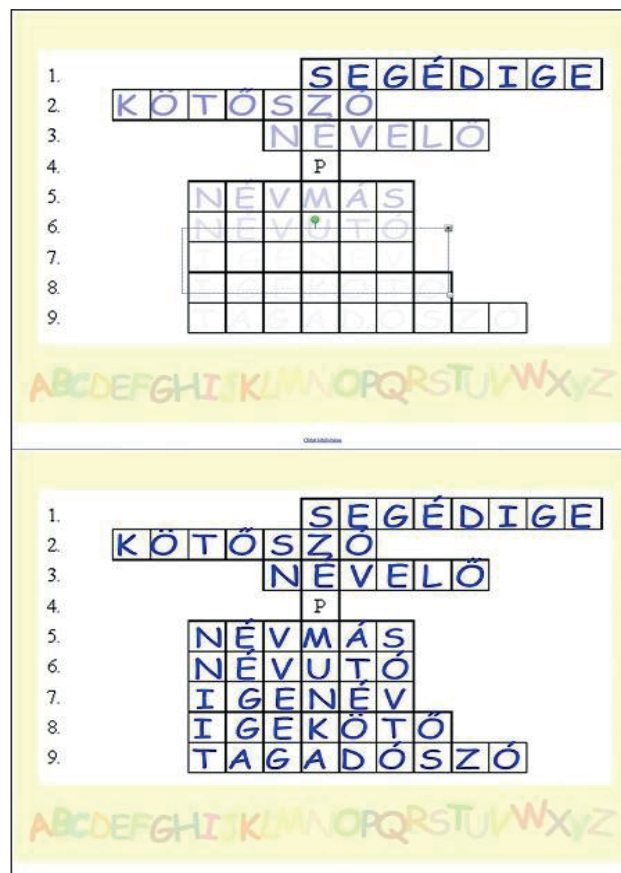 1. SEGÉDIGE
2. KÖTŐSZÓ
3. NÉVELŐ
4. P
5. NÉVMÁS
6. NÉVUTÓ
7. IGENÉV
8. IGEKÖTŐ
9. TAGADÓSZÓ
ABCDEFGHIJKLMNOPQRSTUVWXyZ
1. SEGÉDIGE
2. KÖTŐSZÓ
3. NÉVELŐ
4. P
5. NÉVMÁS
6. NÉVUTÓ
7. IGENÉV
8. IGEKÖTŐ
9. TAGADÓSZÓ
ABCDEFGHIJKLMNOPQRSTUVWXyZ